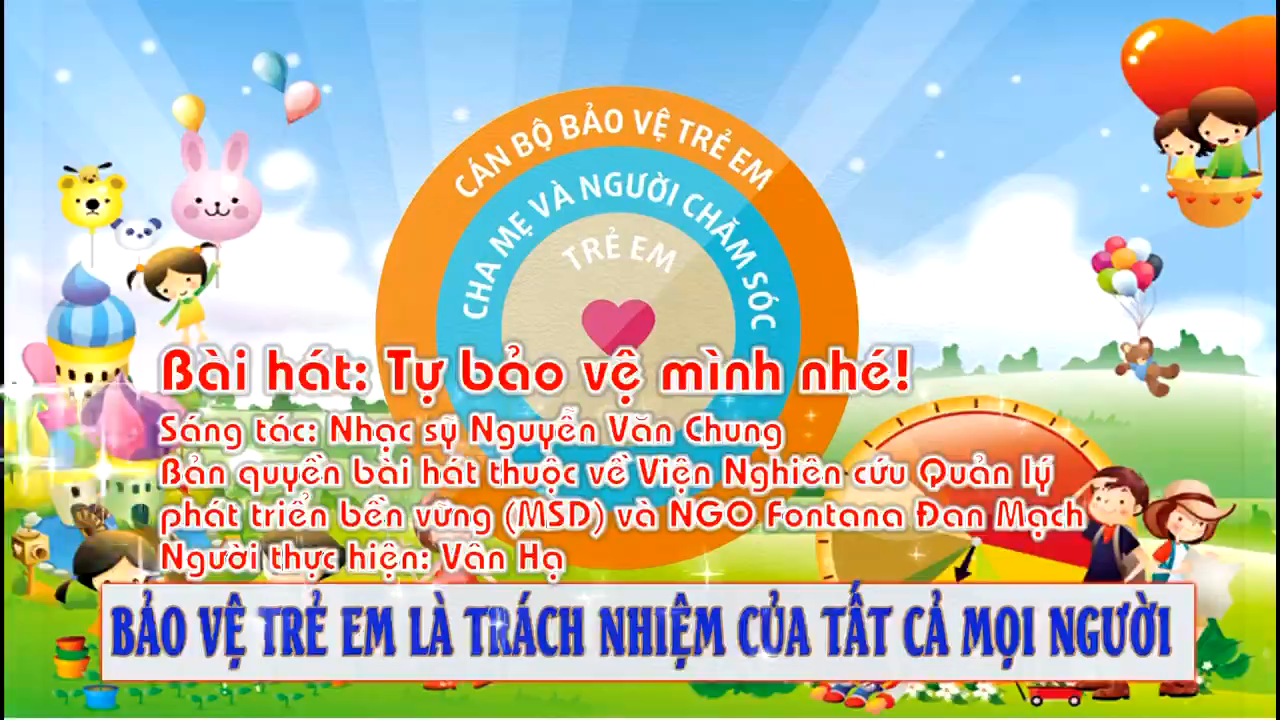 CÁN BỘ BẢO VỆ TRẺ EM
CHA MẸ VÀ NGƯỜI CHĂM SÓC
TRẺ EM
Bài hát: Tự bảo vệ mình nhé!
Sáng tác: Nhạc sỹ Nguyễn Văn Chung
Bản quyền bài hát thuộc về Viện Nghiên cứu Quản lý
phát triển bền vững (MSD) và NGO Fontana Đan Mạch
Người thực hiện: Vân Hạ
BẢO VỆ TRẺ EM LÀ TRÁCH NHIỆM CỦA TẤT CẢ MỌI NGƯỜI